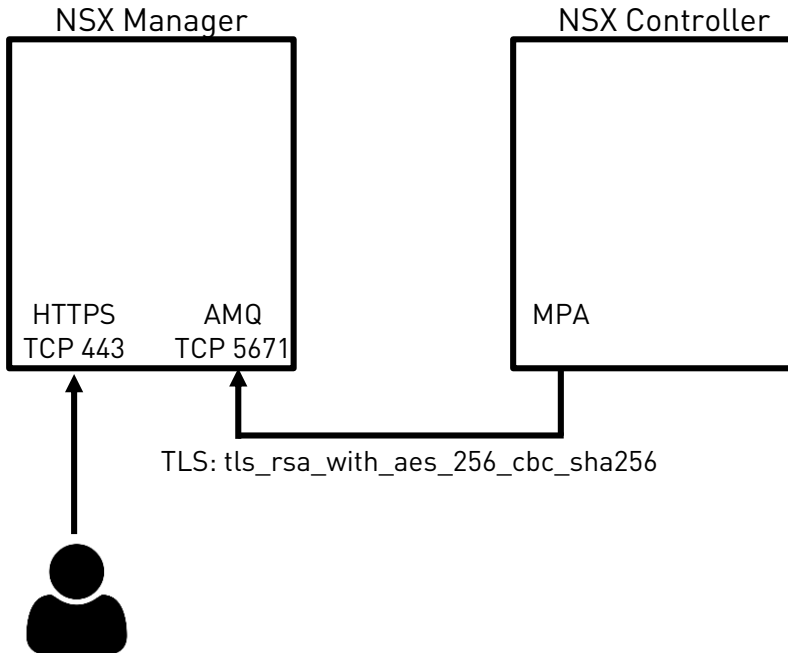 NSX Manager
NSX Controller
HTTPS
TCP 443
AMQ
TCP 5671
MPA
TLS: tls_rsa_with_aes_256_cbc_sha256